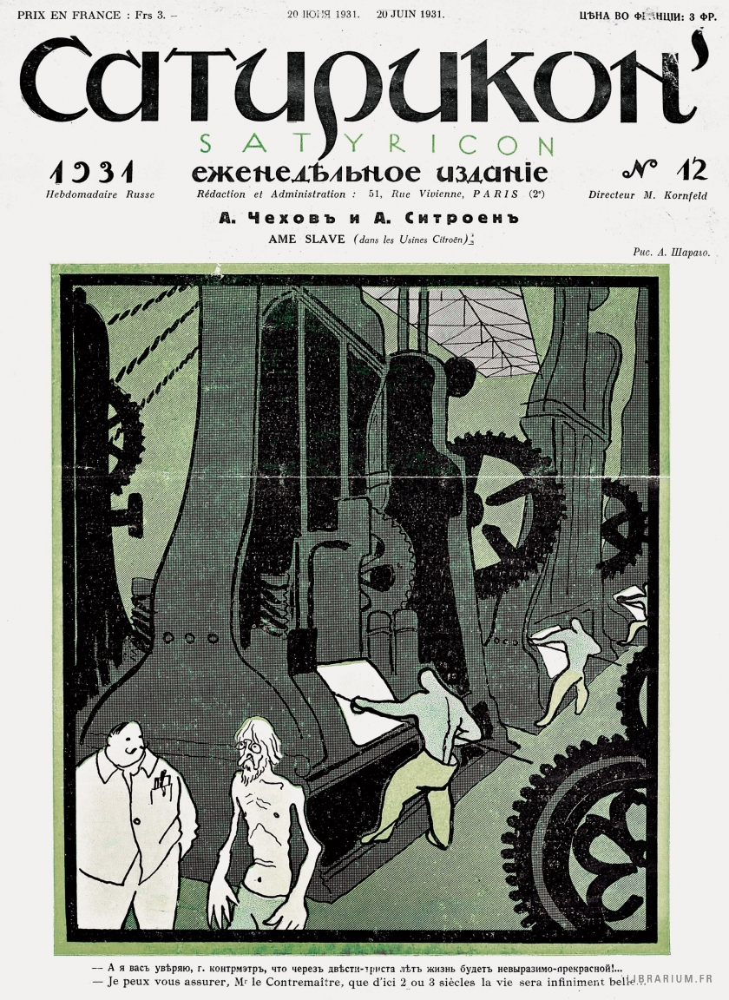 PRIX EN FRANCE : Frs 3. –
20 ІЮНЯ 1931. 20 JUIN 1931.
ЦѢНА ВО ФРАНЦІИ: 3 ФР.
Сатирикон'
SATYRICON
1931 еженедѣльное изданіе № 12
Hebdomadaire Russe Rédaction et Administration : 51, Rue Vivienne, PARIS (2ᵉ) Directeur M. Kornfeld
А. Чеховъ и А. Ситроенъ
AME SLAVE (dans les Usines Citroën)
Рис. А. Шараго.
— А я васъ увѣряю, г. контрмэтръ, что черезъ двѣсти-триста лѣтъ жизнь будетъ невыразимо-прекрасной!...
— Je peux vous assurer, Mʳ le Contremaître, que d'ici 2 ou 3 siècles la vie sera infiniment belle...
LIBRARIUM.FR